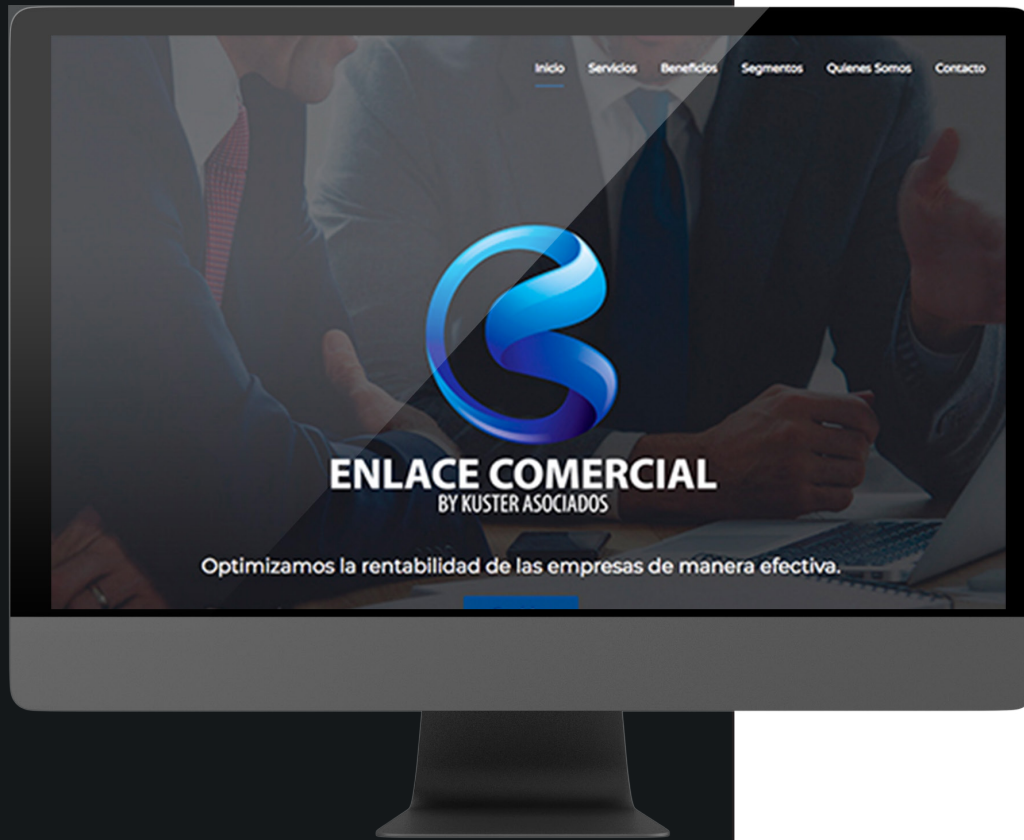 Inicio Servicios Beneficios Segmentos Quienes Somos Contacto
ENLACE COMERCIAL
BY KUSTER ASOCIADOS
Optimizamos la rentabilidad de las empresas de manera efectiva.